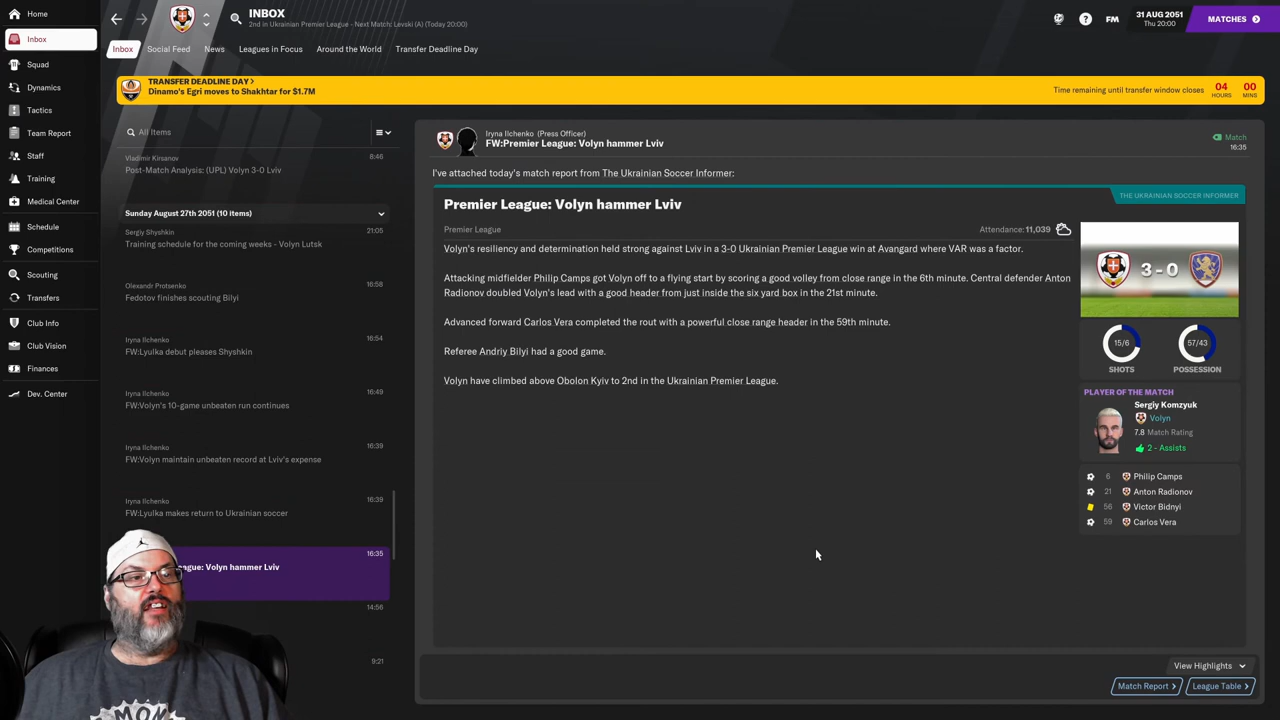 Home
Inbox
Squad
Dynamics
Tactics
Team Report
Staff
Training
Medical Center
Schedule
Competitions
Scouting
Transfers
Club Info
Club Vision
Finances
Dev. Center
INBOX
2nd in Ukrainian Premier League - Next Match: Levski (A) (Today 20:00)
FM
31 AUG 2051
Thu 20:00
MATCHES
Inbox
Social Feed
News
Leagues in Focus
Around the World
Transfer Deadline Day
TRANSFER DEADLINE DAY >
Dinamo's Egri moves to Shakhtar for $1.7M
Time remaining until transfer window closes
04
HOURS
00
MINS
All Items
Vladimir Kirsanov
8:46
Post-Match Analysis: (UPL) Volyn 3-0 Lviv
Sunday August 27th 2051 (10 items)
Sergiy Shyshkin
21:05
Training schedule for the coming weeks - Volyn Lutsk
Olexandr Protsenko
16:58
Fedotov finishes scouting Bilyi
Iryna Ilchenko
16:54
FW:Lyulka debut pleases Shyshkin
Iryna Ilchenko
16:49
FW:Volyn's 10-game unbeaten run continues
Iryna Ilchenko
16:39
FW:Volyn maintain unbeaten record at Lviv's expense
Iryna Ilchenko
16:39
FW:Lyulka makes return to Ukrainian soccer
16:35
ague: Volyn hammer Lviv
14:56
9:21
Iryna Ilchenko (Press Officer)
FW:Premier League: Volyn hammer Lviv
Match
16:35
I've attached today's match report from The Ukrainian Soccer Informer:
THE UKRAINIAN SOCCER INFORMER
Premier League: Volyn hammer Lviv
Premier League
Attendance: 11,039
Volyn's resiliency and determination held strong against Lviv in a 3-0 Ukrainian Premier League win at Avangard where VAR was a factor.
Attacking midfielder Philip Camps got Volyn off to a flying start by scoring a good volley from close range in the 6th minute. Central defender Anton
Radionov doubled Volyn's lead with a good header from just inside the six yard box in the 21st minute.
Advanced forward Carlos Vera completed the rout with a powerful close range header in the 59th minute.
Referee Andriy Bilyi had a good game.
Volyn have climbed above Obolon Kyiv to 2nd in the Ukrainian Premier League.
3 - 0
15/6
SHOTS
57/43
POSSESSION
PLAYER OF THE MATCH
Sergiy Komzyuk
Volyn
7.8 Match Rating
2 - Assists
6 Philip Camps
21 Anton Radionov
56 Victor Bidnyi
59 Carlos Vera
View Highlights
Match Report >
League Table >